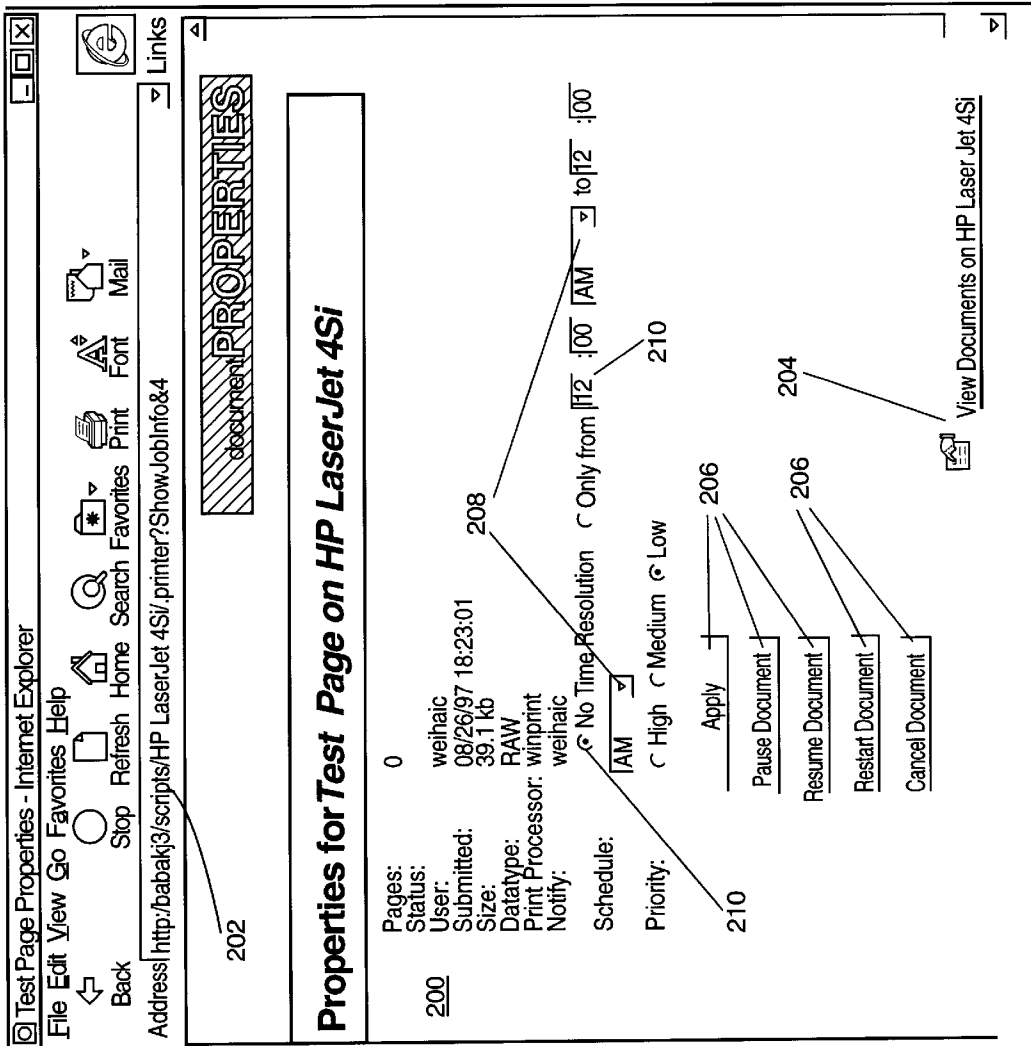 Test Page Properties - Internet Explorer
File Edit View Go Favorites Help
Back Stop Refresh Home Search Favorites Print Font Mail
Address http:/babakj3/scripts/HP LaserJet 4Si/.printer?ShowJobInfo&4 Links
202
document PROPERTIES
Properties for Test Page on HP LaserJet 4Si
200
Pages: 0
Status:
User: weihaic
Submitted: 08/26/97 18:23:01
Size: 39.1 kb
Datatype: RAW
Print Processor: winprint
Notify: weihaic
208
Schedule: No Time Resolution Only from 12 :00 AM to 12 :00
AM
210
Priority: High Medium Low
210
Apply
206
Pause Document
Resume Document
Restart Document
206
Cancel Document
204
View Documents on HP Laser Jet 4Si